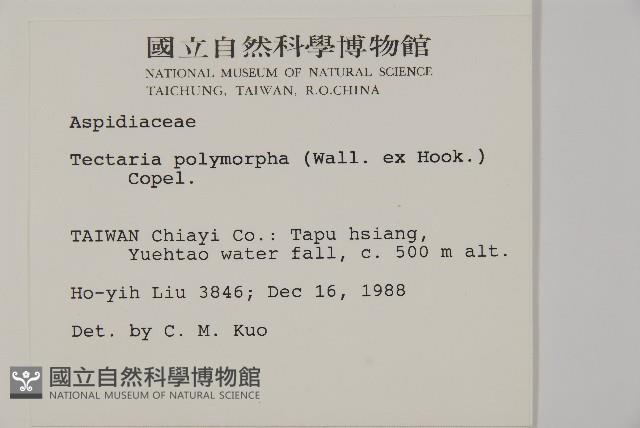 國立自然科學博物館
NATIONAL MUSEUM OF NATURAL SCIENCE
TAICHUNG, TAIWAN, R.O.CHINA
Aspidiaceae
Tectaria polymorpha (Wall. ex Hook.)
Copel.
TAIWAN Chiayi Co.: Tapu hsiang,
Yuehtao water fall, c. 500 m alt.
Ho-yih Liu 3846; Dec 16, 1988
Det. by C. M. Kuo
國立自然科學博物館
NATIONAL MUSEUM OF NATURAL SCIENCE